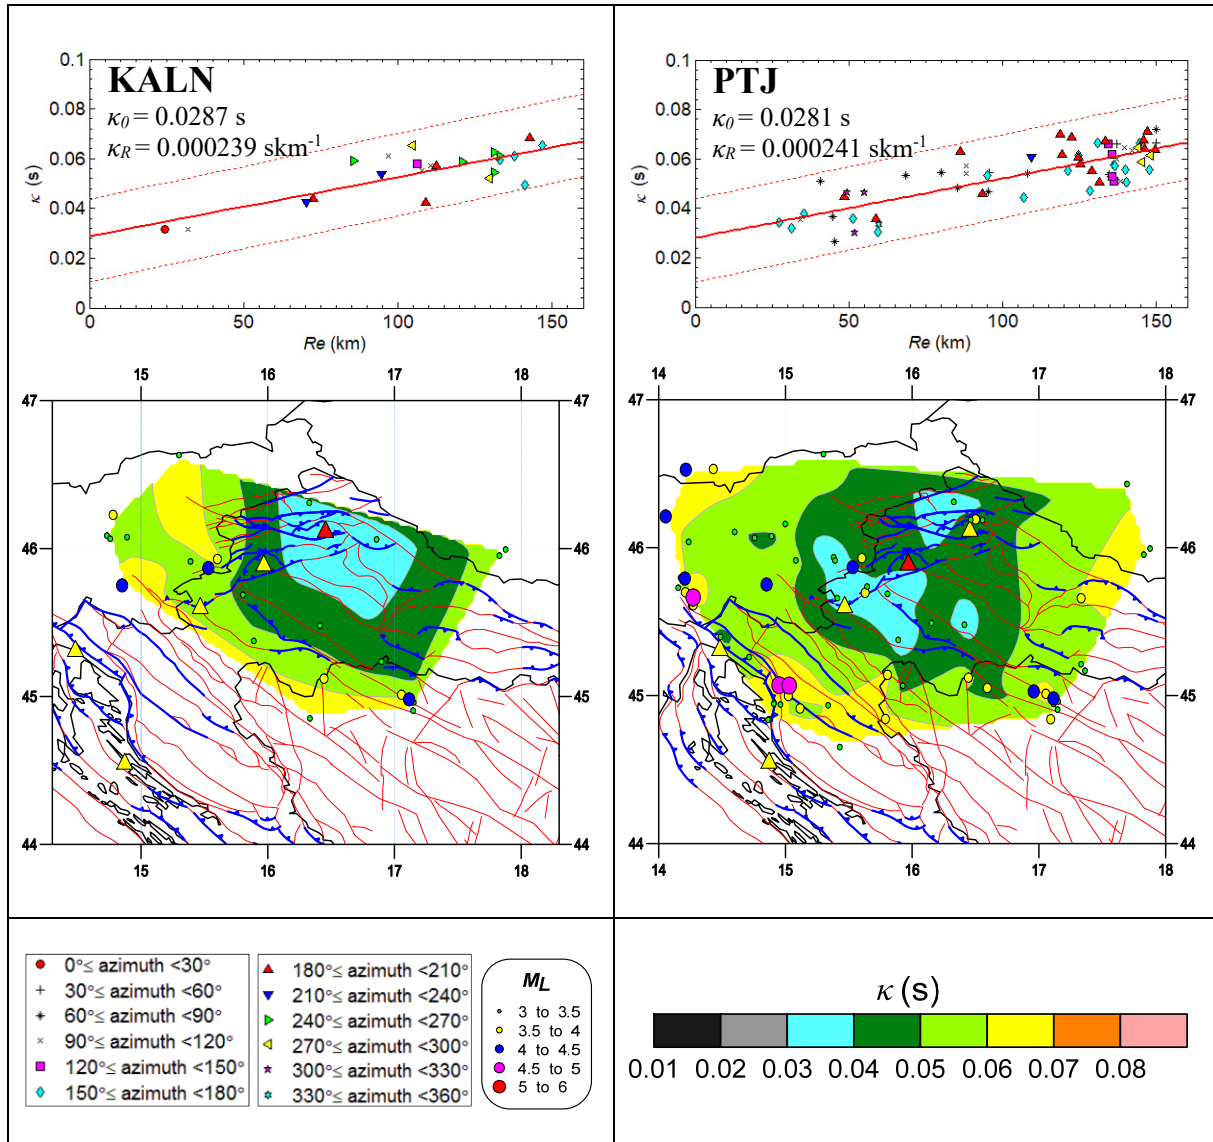 KALN
κ0 = 0.0287 s
κR = 0.000239 skm-1
0.1
0.08
0.06
0.04
0.02
0
κ (s)
0 50 100 150
Re (km)
PTJ
κ0 = 0.0281 s
κR = 0.000241 skm-1
0.1
0.08
0.06
0.04
0.02
0
κ (s)
0 50 100 150
Re (km)
15 16 17 18
47 47
46 46
45 45
44 44
15 16 17 18
14 15 16 17 18
47 47
46 46
45 45
44 44
14 15 16 17 18
0°≤ azimuth <30°
30°≤ azimuth <60°
60°≤ azimuth <90°
90°≤ azimuth <120°
120°≤ azimuth <150°
150°≤ azimuth <180°
180°≤ azimuth <210°
210°≤ azimuth <240°
240°≤ azimuth <270°
270°≤ azimuth <300°
300°≤ azimuth <330°
330°≤ azimuth <360°
ML
3 to 3.5
3.5 to 4
4 to 4.5
4.5 to 5
5 to 6
κ (s)
0.01 0.02 0.03 0.04 0.05 0.06 0.07 0.08